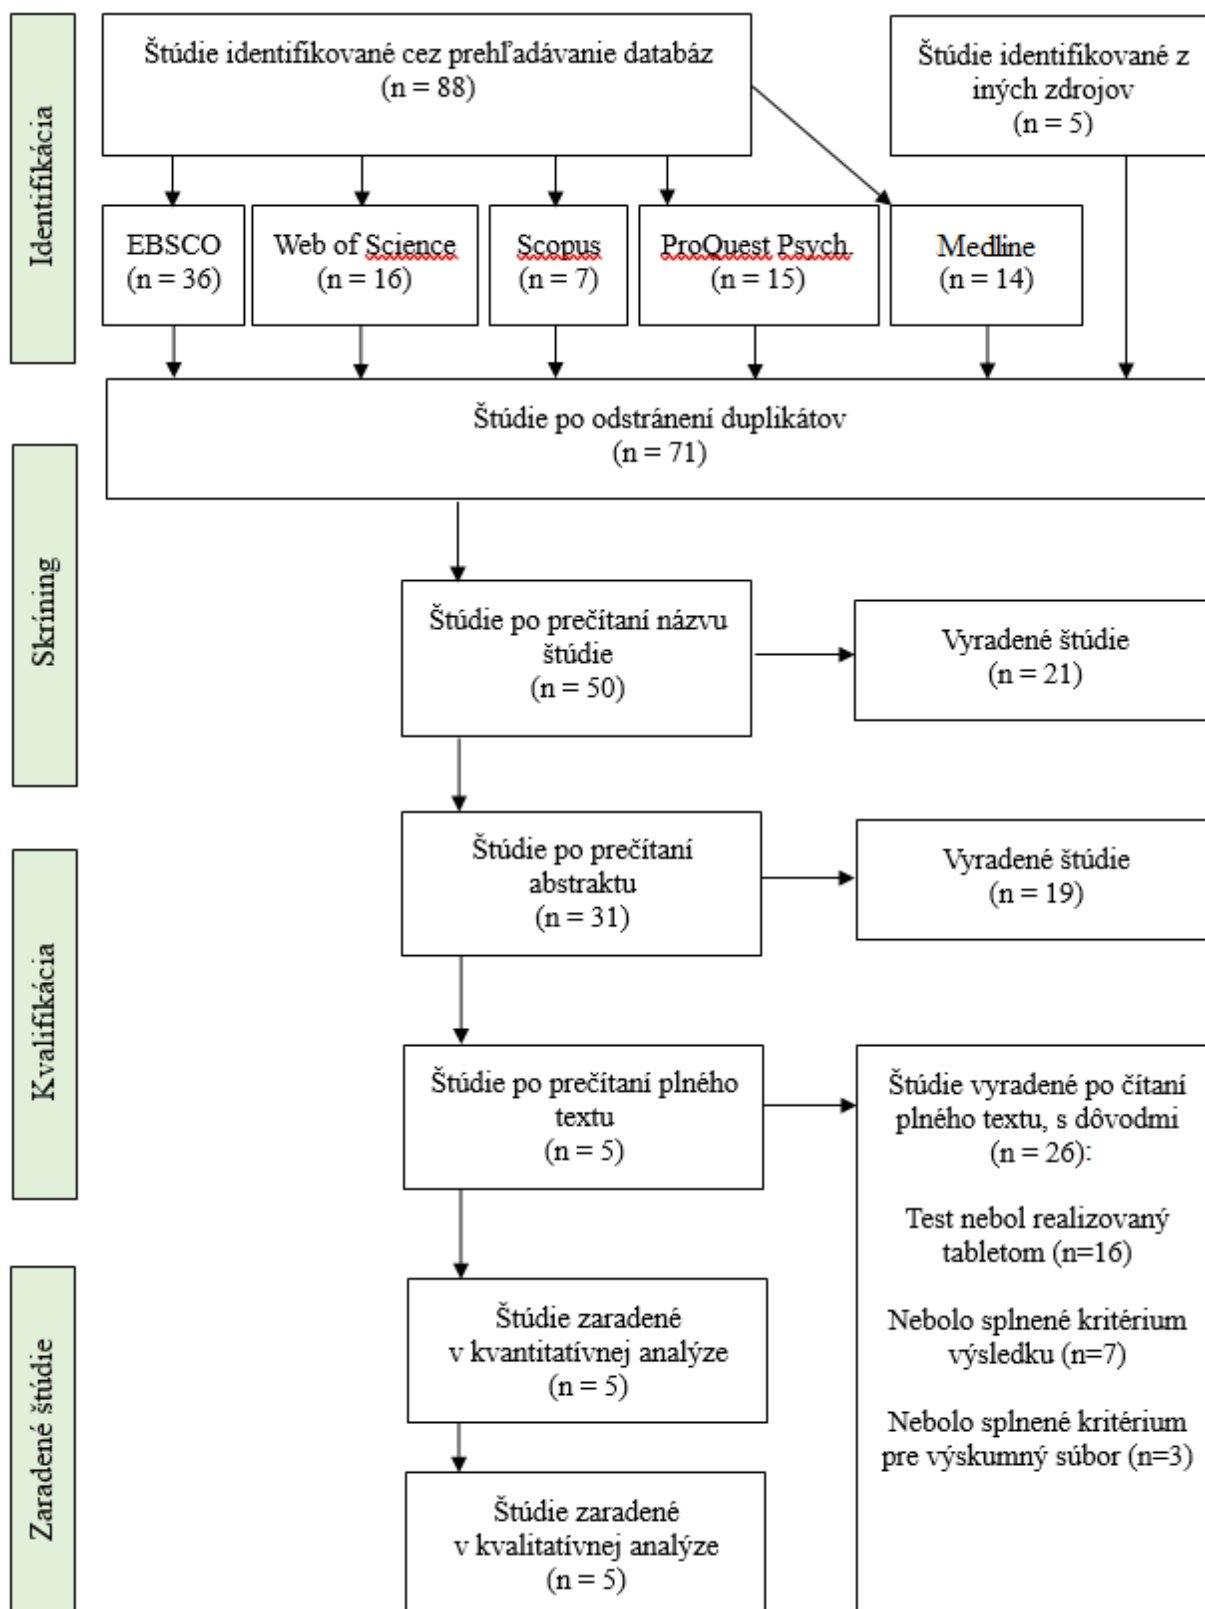 Identifikácia
Štúdie identifikované cez prehľadávanie databáz
(n = 88)
Štúdie identifikované z
iných zdrojov
(n = 5)
EBSCO
(n = 36)
Web of Science
(n = 16)
Scopus
(n = 7)
ProQuest Psych.
(n = 15)
Medline
(n = 14)
Štúdie po odstránení duplikátov
(n = 71)
Skríning
Štúdie po prečítaní názvu
štúdie
(n = 50)
Vyradené štúdie
(n = 21)
Kvalifikácia
Štúdie po prečítaní
abstraktu
(n = 31)
Vyradené štúdie
(n = 19)
Štúdie po prečítaní plného
textu
(n = 5)
Štúdie vyradené po čítaní
plného textu, s dôvodmi
(n = 26):
Test nebol realizovaný
tabletom (n=16)
Nebolo splnené kritérium
výsledku (n=7)
Nebolo splnené kritérium
pre výskumný súbor (n=3)
Zaradené štúdie
Štúdie zaradené
v kvantitatívnej analýze
(n = 5)
Štúdie zaradené
v kvalitatívnej analýze
(n = 5)